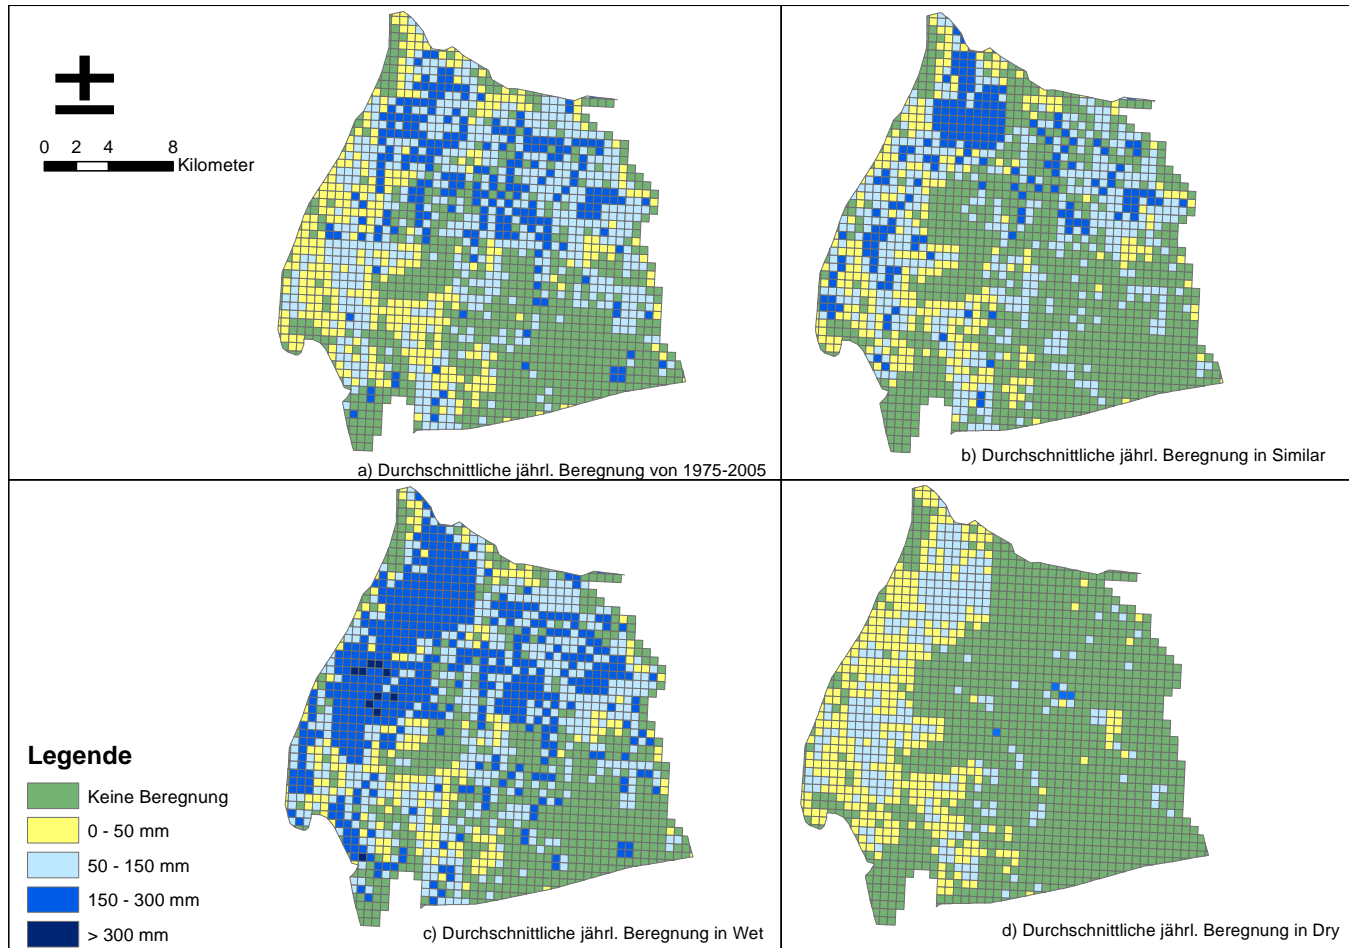 0 2 4 8
Kilometer
a) Durchschnittliche jährl. Beregnung von 1975-2005
b) Durchschnittliche jährl. Beregnung in Similar
Legende
Keine Beregnung
0 - 50 mm
50 - 150 mm
150 - 300 mm
> 300 mm
c) Durchschnittliche jährl. Beregnung in Wet
d) Durchschnittliche jährl. Beregnung in Dry